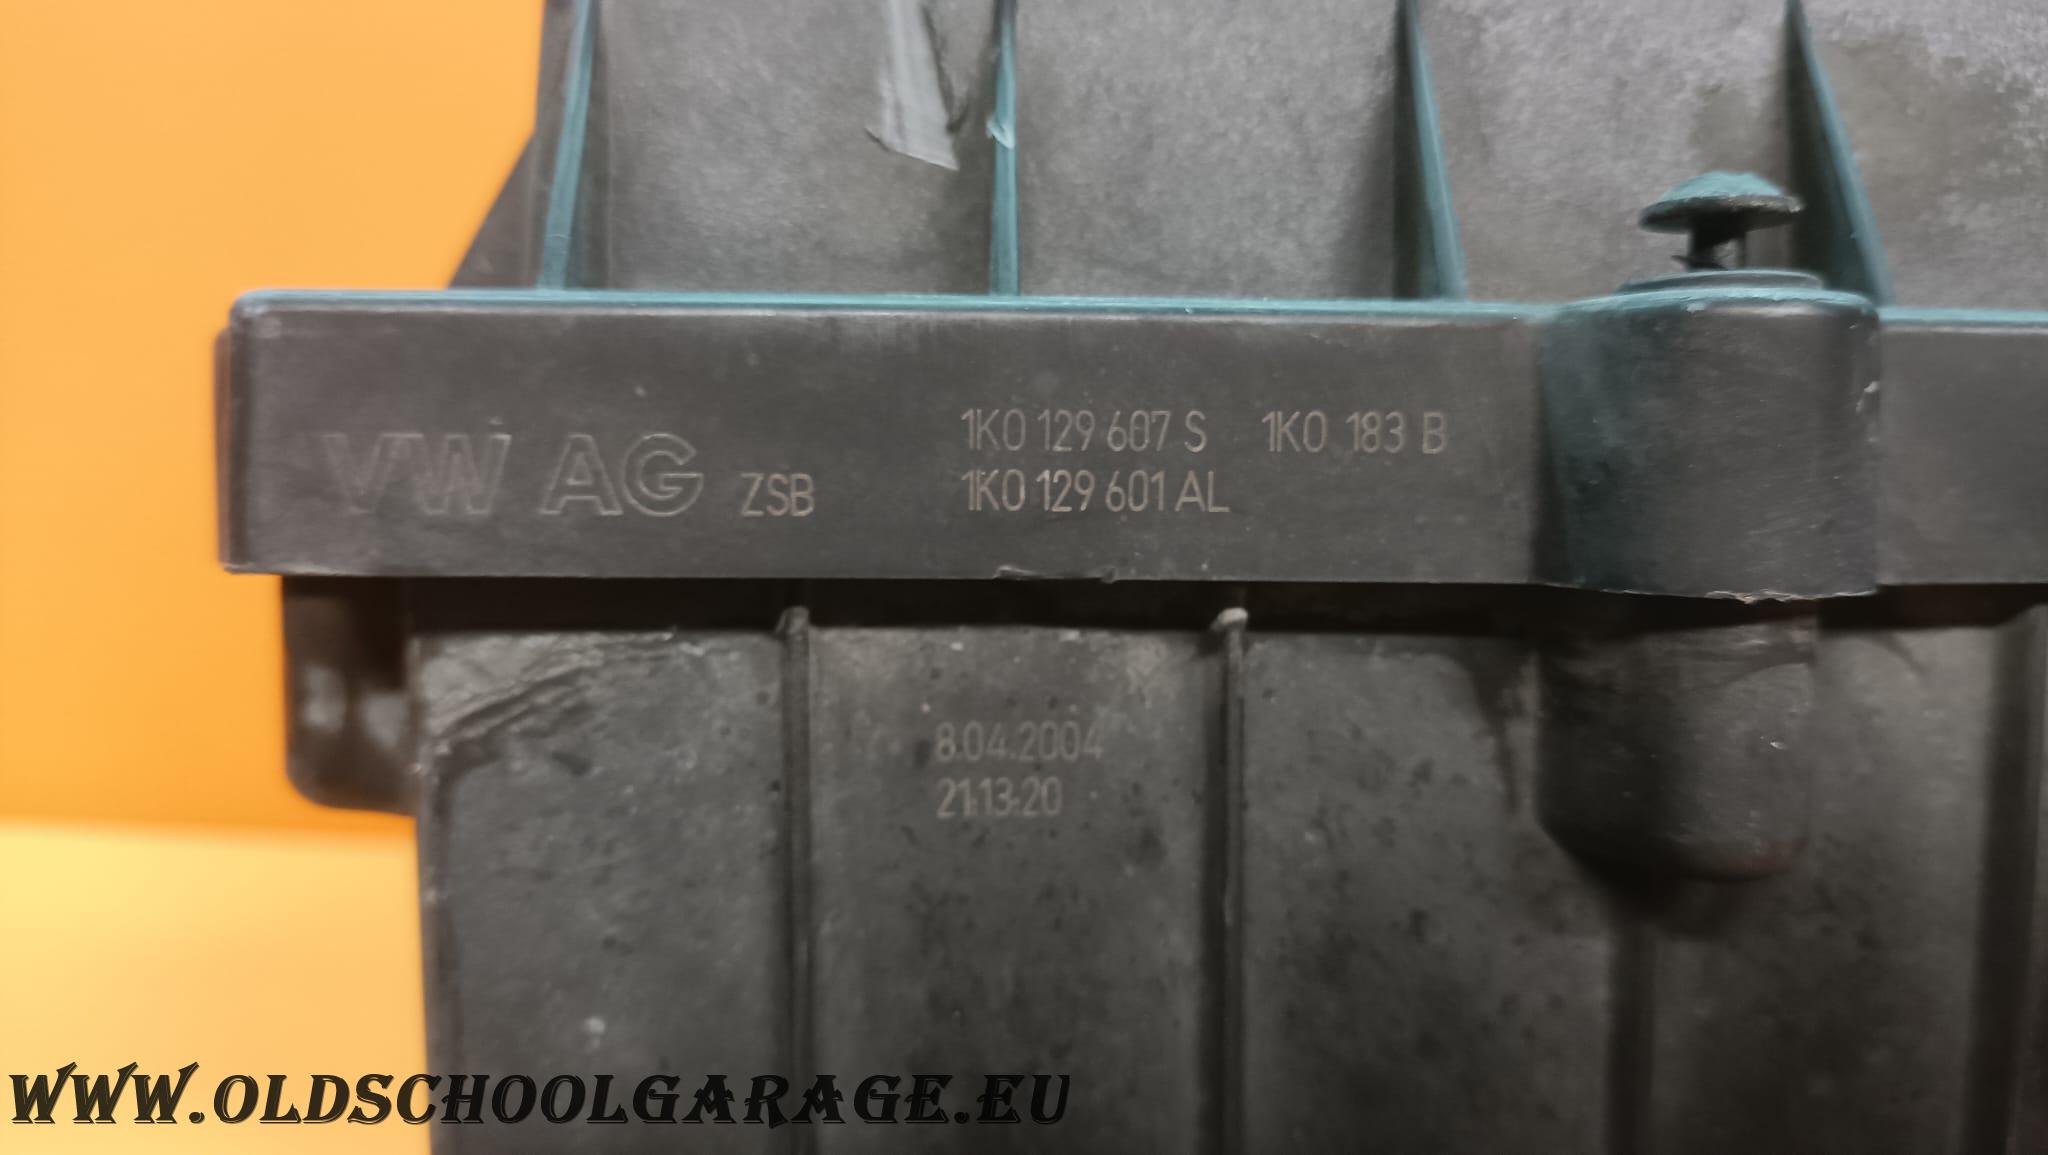 VW AG ZSB
1K0 129 607 S 1K0 183 B
1K0 129 601 AL
8.04.2004
21:13:20
WWW.OLDSCHOOLGARAGE.EU